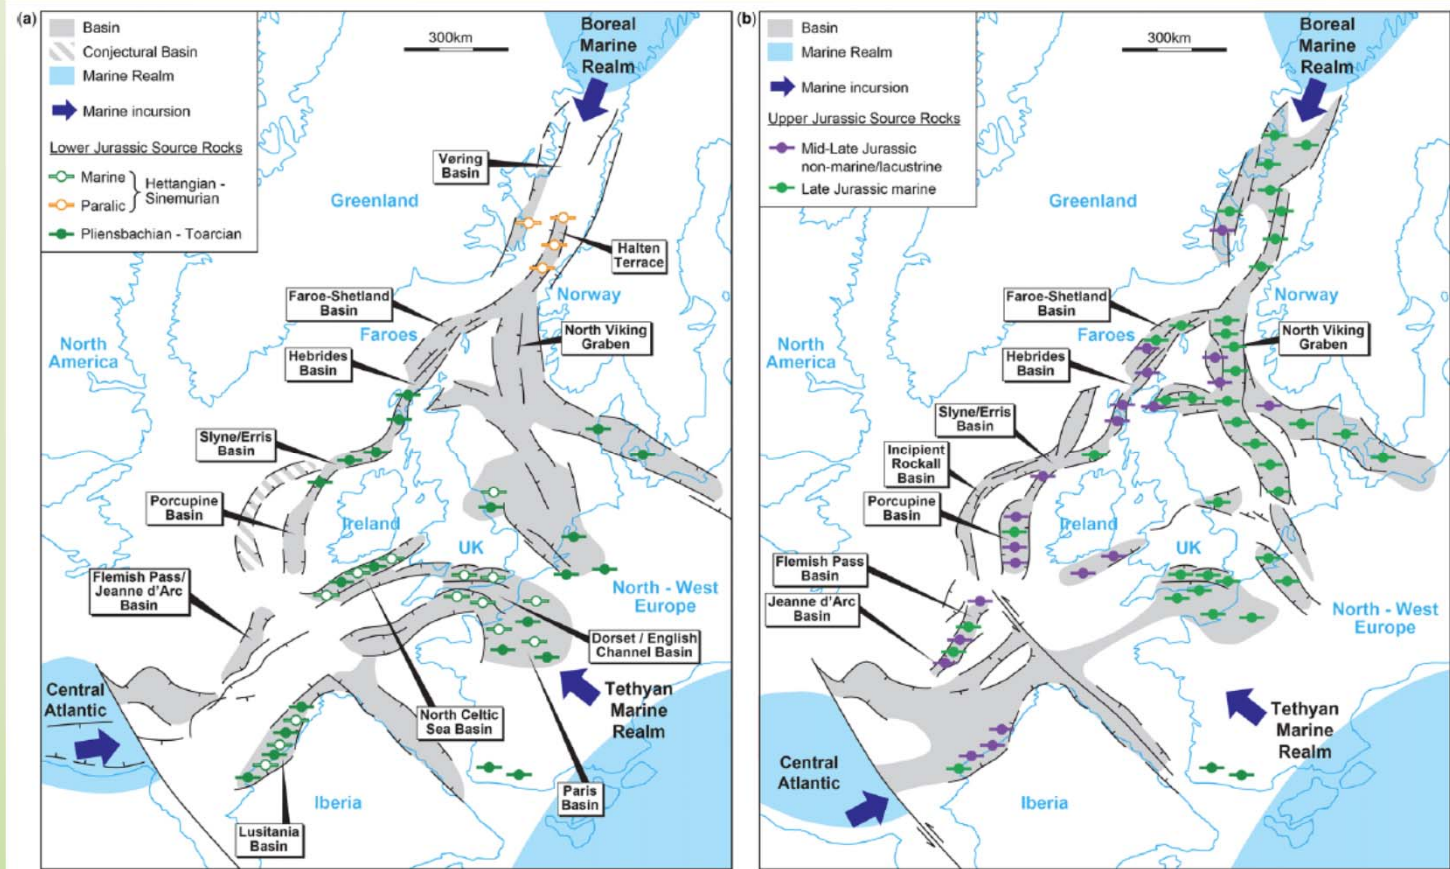 (a)
Basin
Conjectural Basin
Marine Realm
Marine incursion
Lower Jurassic Source Rocks
Marine
Paralic
Hettangian -
Sinemurian
Pliensbachian - Toarcian
300km
Boreal
Marine
Realm
Vøring
Basin
Greenland
Halten
Terrace
Faroe-Shetland
Basin
Norway
Faroes
North
America
North Viking
Graben
Hebrides
Basin
Slyne/Erris
Basin
Porcupine
Basin
Ireland
UK
Flemish Pass/
Jeanne d'Arc
Basin
North - West
Europe
Dorset / English
Channel Basin
Central
Atlantic
North Celtic
Sea Basin
Tethyan
Marine
Realm
Iberia
Paris
Basin
Lusitania
Basin
(b)
Basin
Marine Realm
Marine incursion
Upper Jurassic Source Rocks
Mid-Late Jurassic
non-marine/lacustrine
Late Jurassic marine
300km
Boreal
Marine
Realm
Greenland
Faroe-Shetland
Basin
Norway
Faroes
North
America
North Viking
Graben
Hebrides
Basin
Slyne/Erris
Basin
Incipient
Rockall
Basin
Porcupine
Basin
Ireland
UK
Flemish Pass
Basin
Jeanne d'Arc
Basin
North - West
Europe
Tethyan
Marine
Realm
Central
Atlantic
Iberia